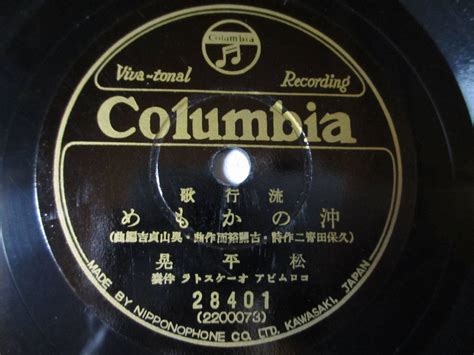 Columbia
Viva-tonal Recording
Columbia
流行歌
沖のかもめ
(久保田宵二作詩・古關裕而作曲・奥山貞吉編曲)
松平晃
コロムビア オーケストラ 伴奏
28401
(2200073)
MADE BY NIPPONOPHONE CO. LTD. KAWASAKI, JAPAN